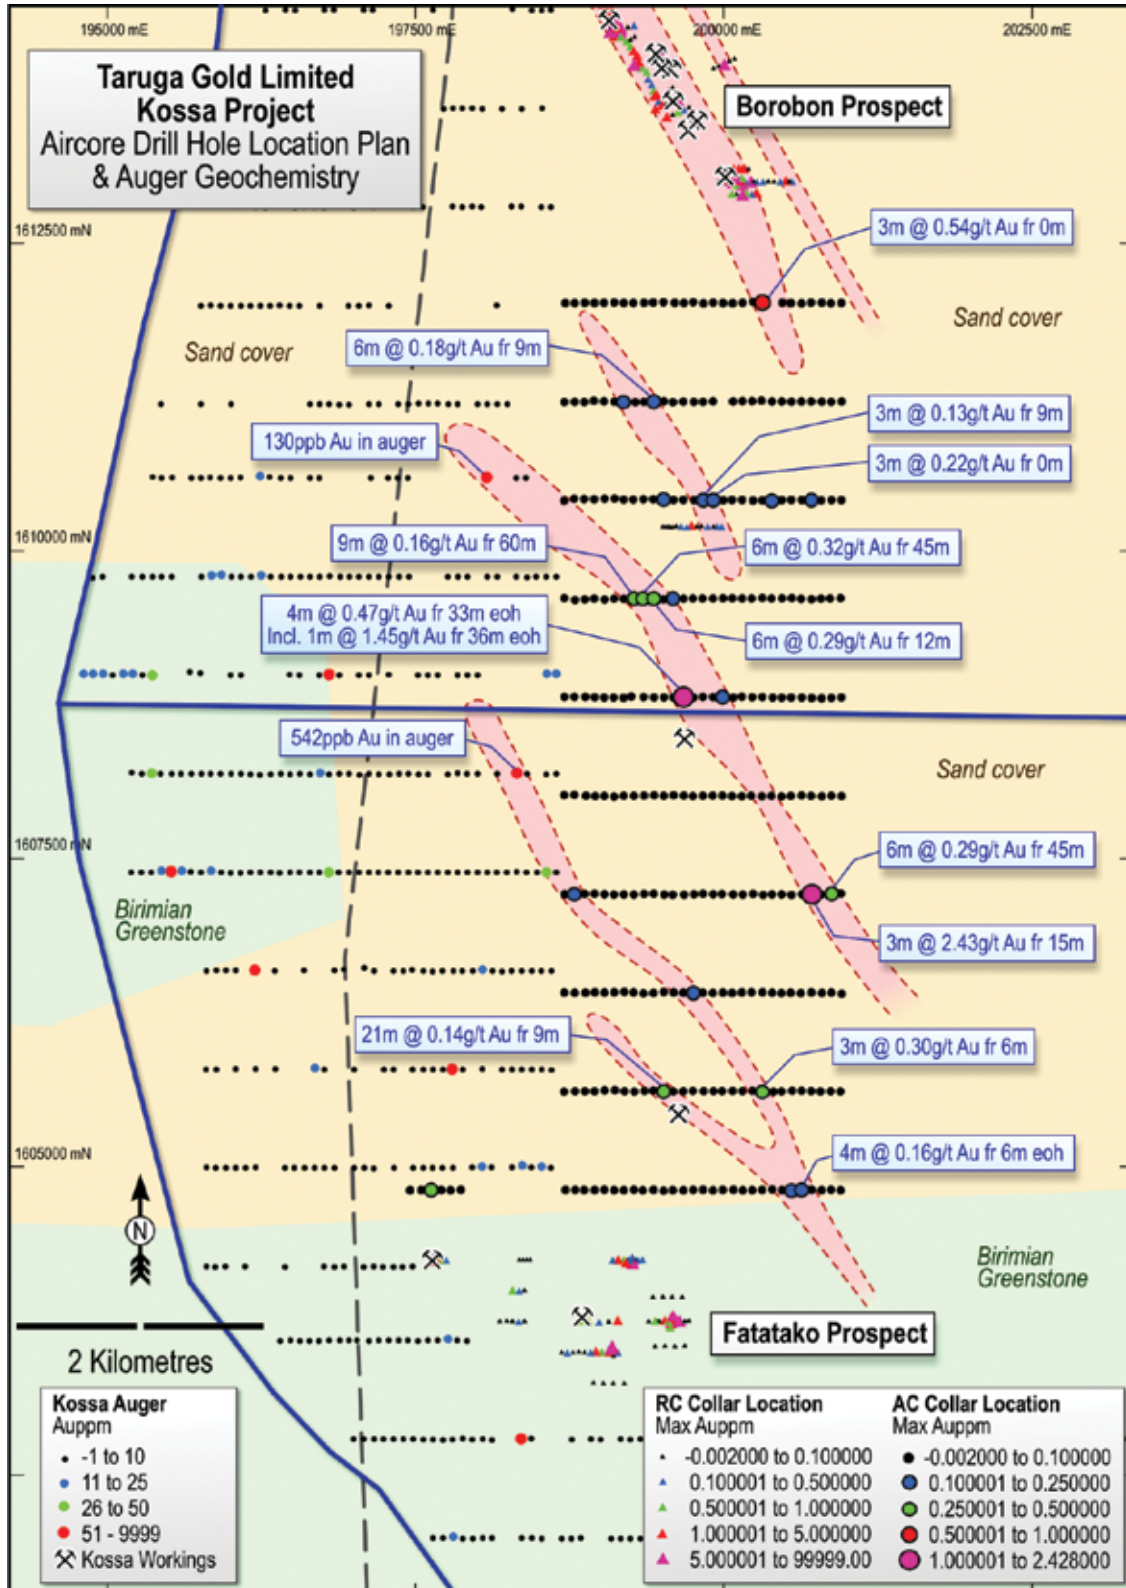 195000 mE
197500 mE
200000 mE
202500 mE
Taruga Gold Limited
Kossa Project
Aircore Drill Hole Location Plan
& Auger Geochemistry
Borobon Prospect
1612500 mN
3m @ 0.54g/t Au fr 0m
Sand cover
Sand cover
6m @ 0.18g/t Au fr 9m
3m @ 0.13g/t Au fr 9m
130ppb Au in auger
3m @ 0.22g/t Au fr 0m
1610000 mN
9m @ 0.16g/t Au fr 60m
6m @ 0.32g/t Au fr 45m
4m @ 0.47g/t Au fr 33m eoh
Incl. 1m @ 1.45g/t Au fr 36m eoh
6m @ 0.29g/t Au fr 12m
542ppb Au in auger
Sand cover
1607500 mN
6m @ 0.29g/t Au fr 45m
Birimian
Greenstone
3m @ 2.43g/t Au fr 15m
21m @ 0.14g/t Au fr 9m
3m @ 0.30g/t Au fr 6m
1605000 mN
4m @ 0.16g/t Au fr 6m eoh
N
Birimian
Greenstone
Fatatako Prospect
2 Kilometres
Kossa Auger
Auppm
-1 to 10
11 to 25
26 to 50
51 - 9999
Kossa Workings
RC Collar Location
Max Auppm
-0.002000 to 0.100000
0.100001 to 0.500000
0.500001 to 1.000000
1.000001 to 5.000000
5.000001 to 99999.00
AC Collar Location
Max Auppm
-0.002000 to 0.100000
0.100001 to 0.250000
0.250001 to 0.500000
0.500001 to 1.000000
1.000001 to 2.428000